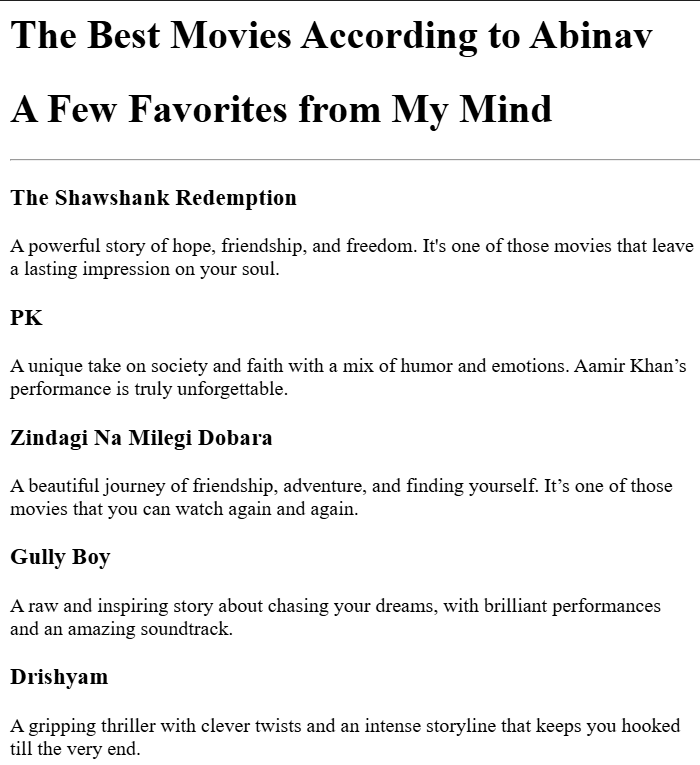 The Best Movies According to Abinav
A Few Favorites from My Mind
The Shawshank Redemption
A powerful story of hope, friendship, and freedom. It's one of those movies that leave
a lasting impression on your soul.
PK
A unique take on society and faith with a mix of humor and emotions. Aamir Khan’s
performance is truly unforgettable.
Zindagi Na Milegi Dobara
A beautiful journey of friendship, adventure, and finding yourself. It’s one of those
movies that you can watch again and again.
Gully Boy
A raw and inspiring story about chasing your dreams, with brilliant performances
and an amazing soundtrack.
Drishyam
A gripping thriller with clever twists and an intense storyline that keeps you hooked
till the very end.